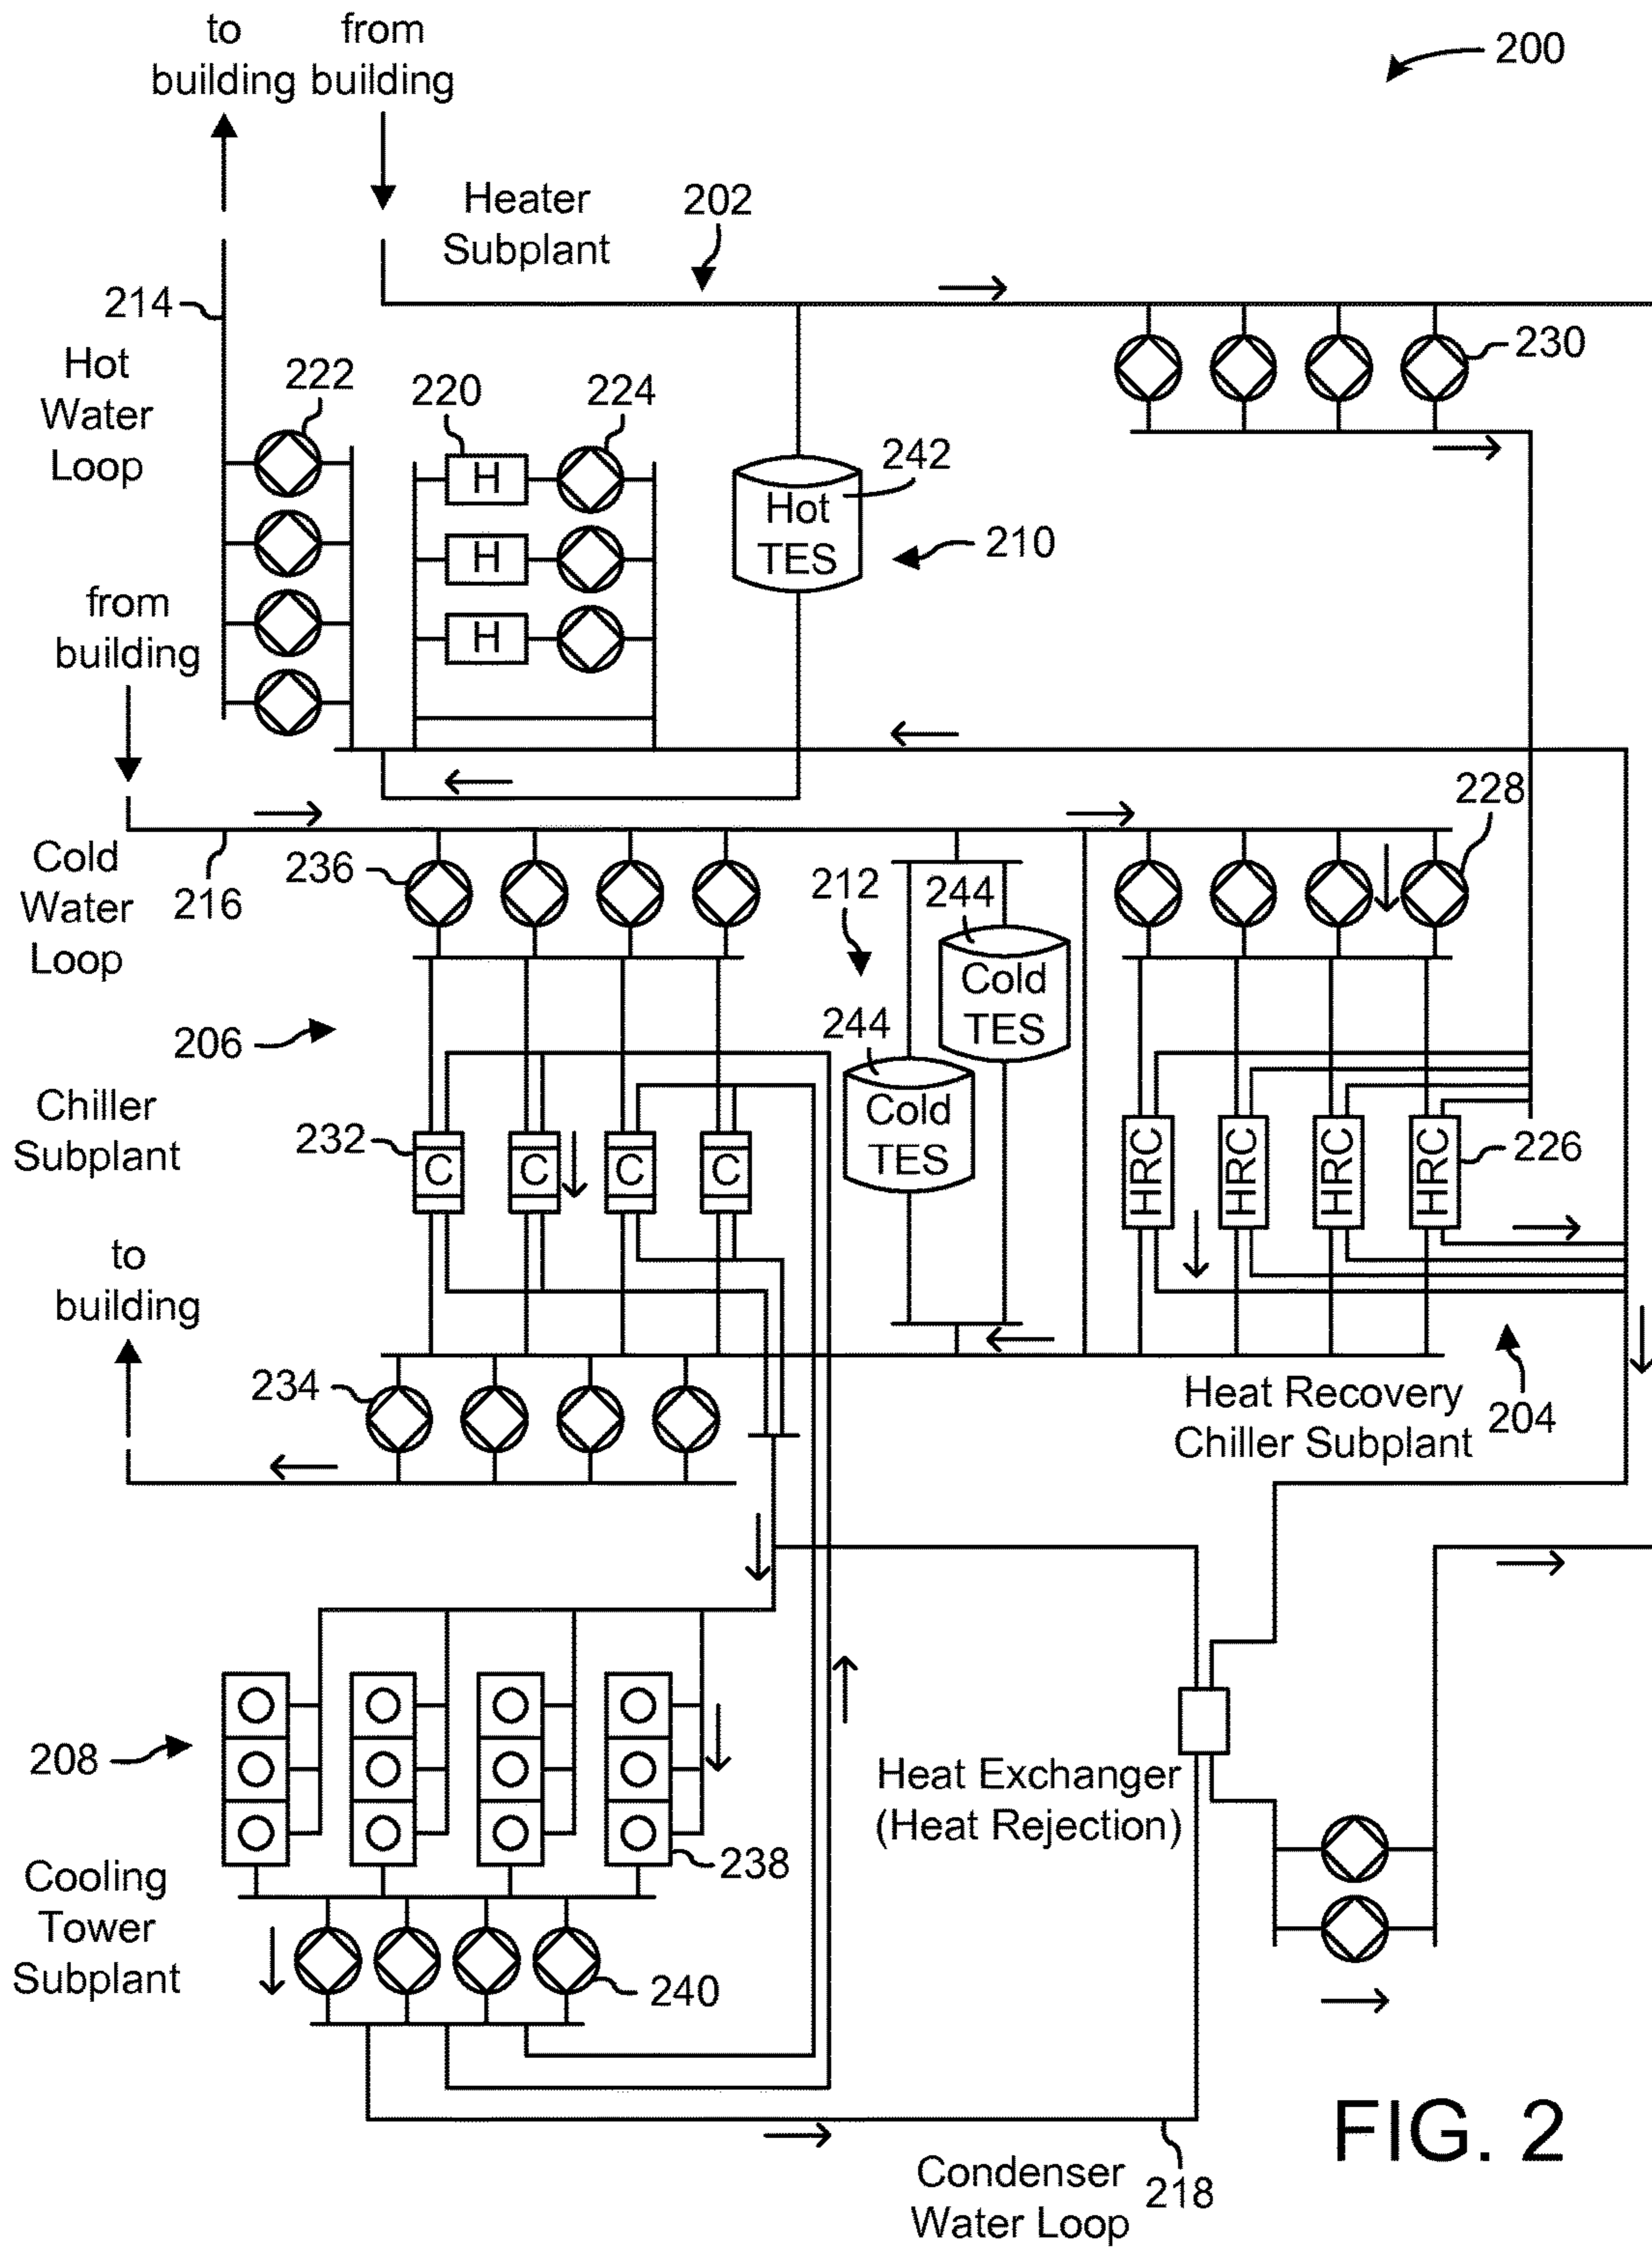 to from
building building
200
Heater
Subplant
202
214
Hot
Water
Loop
222
220
224
230
242
H
Hot
TES
210
H
H
from
building
228
Cold
Water
Loop
216
236
212
244
Cold
TES
244
Cold
TES
206
Chiller
Subplant
232
C
C
C
C
HRC
HRC
HRC
HRC
226
to
building
234
Heat Recovery
Chiller Subplant
204
208
Heat Exchanger
(Heat Rejection)
238
Cooling
Tower
Subplant
240
Condenser
Water Loop
218
FIG. 2